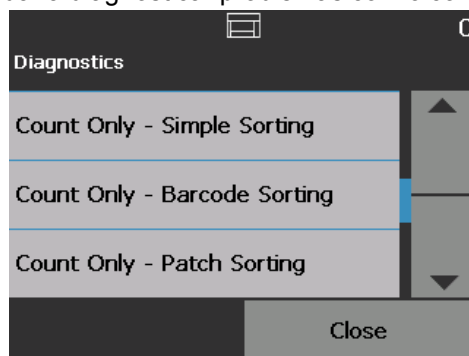 Diagnostics
Count Only - Simple Sorting
Count Only - Barcode Sorting
Count Only - Patch Sorting
Close